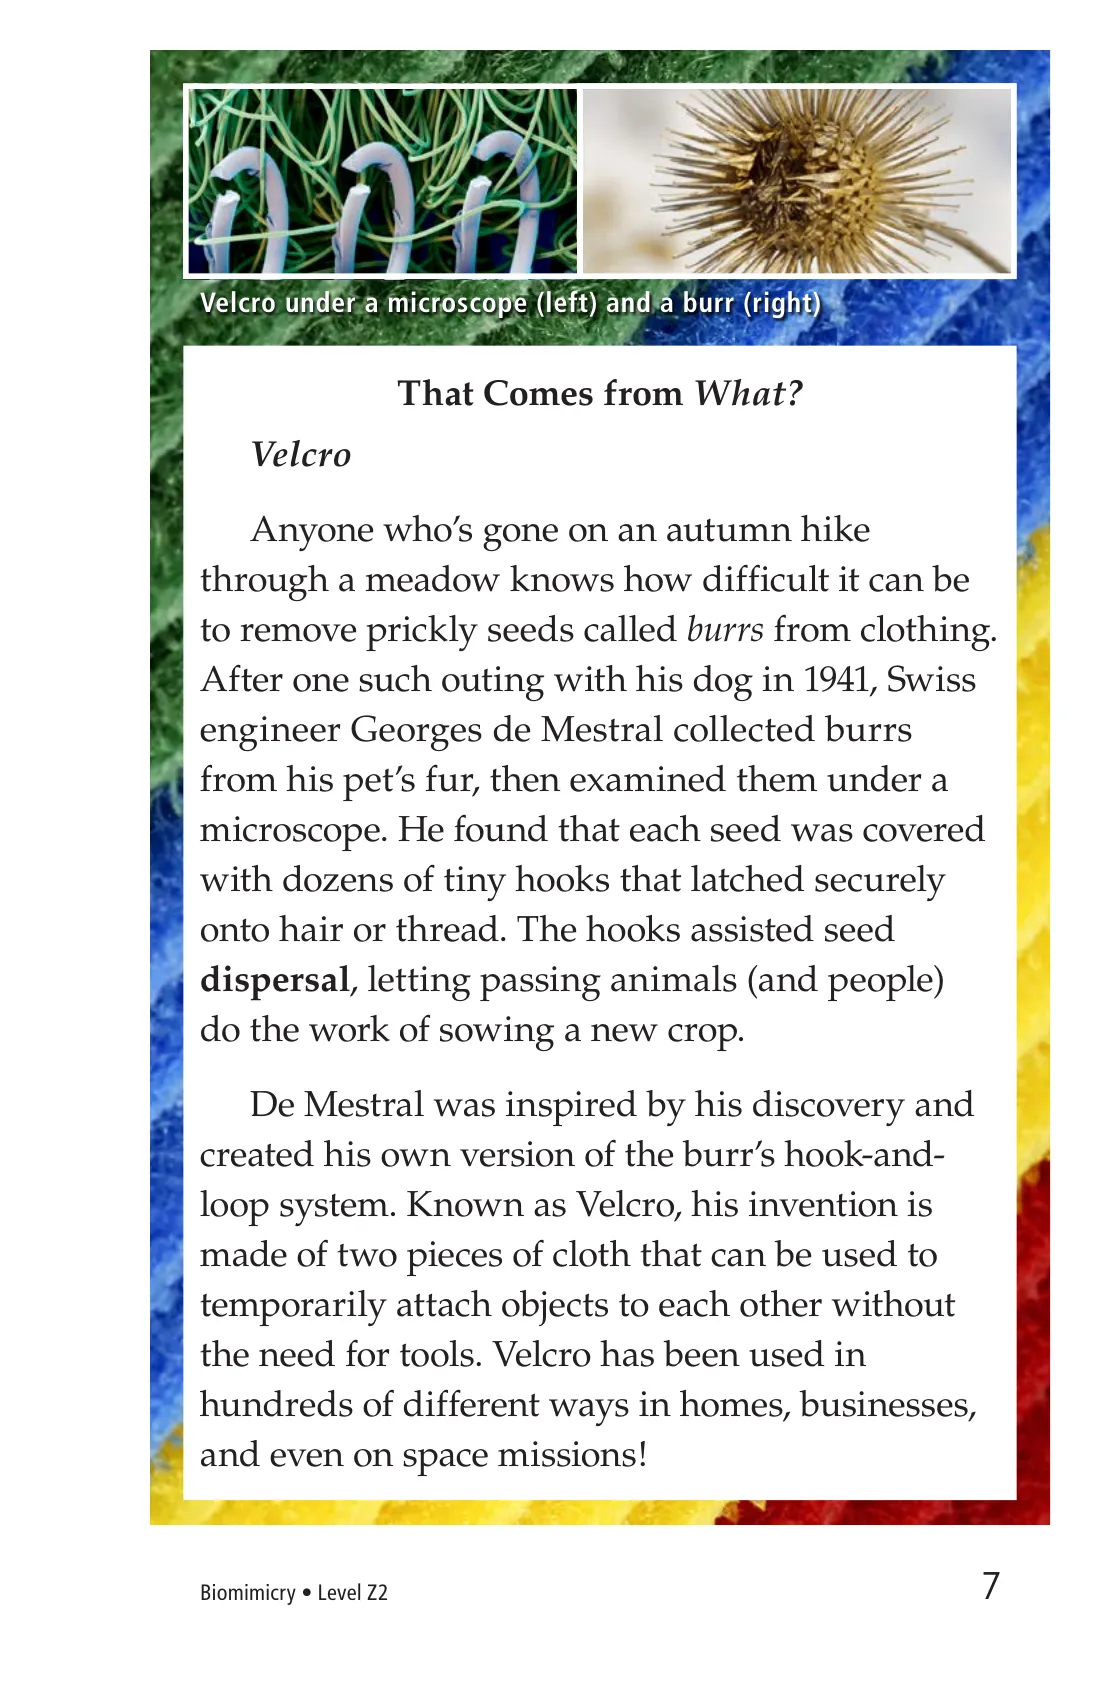 Velcro under a microscope (left) and a burr (right)
That Comes from What?
Velcro
Anyone who’s gone on an autumn hike
through a meadow knows how difficult it can be
to remove prickly seeds called burrs from clothing.
After one such outing with his dog in 1941, Swiss
engineer Georges de Mestral collected burrs
from his pet’s fur, then examined them under a
microscope. He found that each seed was covered
with dozens of tiny hooks that latched securely
onto hair or thread. The hooks assisted seed
dispersal, letting passing animals (and people)
do the work of sowing a new crop.
De Mestral was inspired by his discovery and
created his own version of the burr’s hook-and-
loop system. Known as Velcro, his invention is
made of two pieces of cloth that can be used to
temporarily attach objects to each other without
the need for tools. Velcro has been used in
hundreds of different ways in homes, businesses,
and even on space missions!
Biomimicry • Level Z2
7